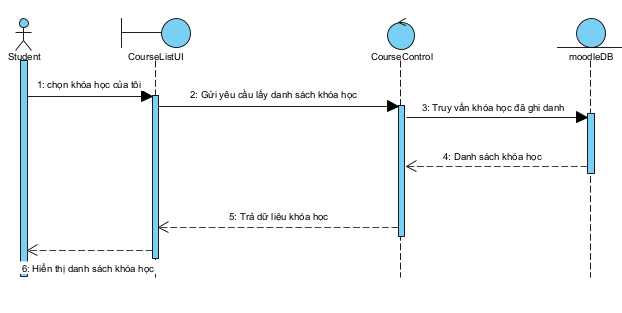 Student
CourseListUI
CourseControl
moodleDB
1: chọn khóa học của tôi
2: Gửi yêu cầu lấy danh sách khóa học
3: Truy vấn khóa học đã ghi danh
4: Danh sách khóa học
5: Trả dữ liệu khóa học
6: Hiển thị danh sách khóa học